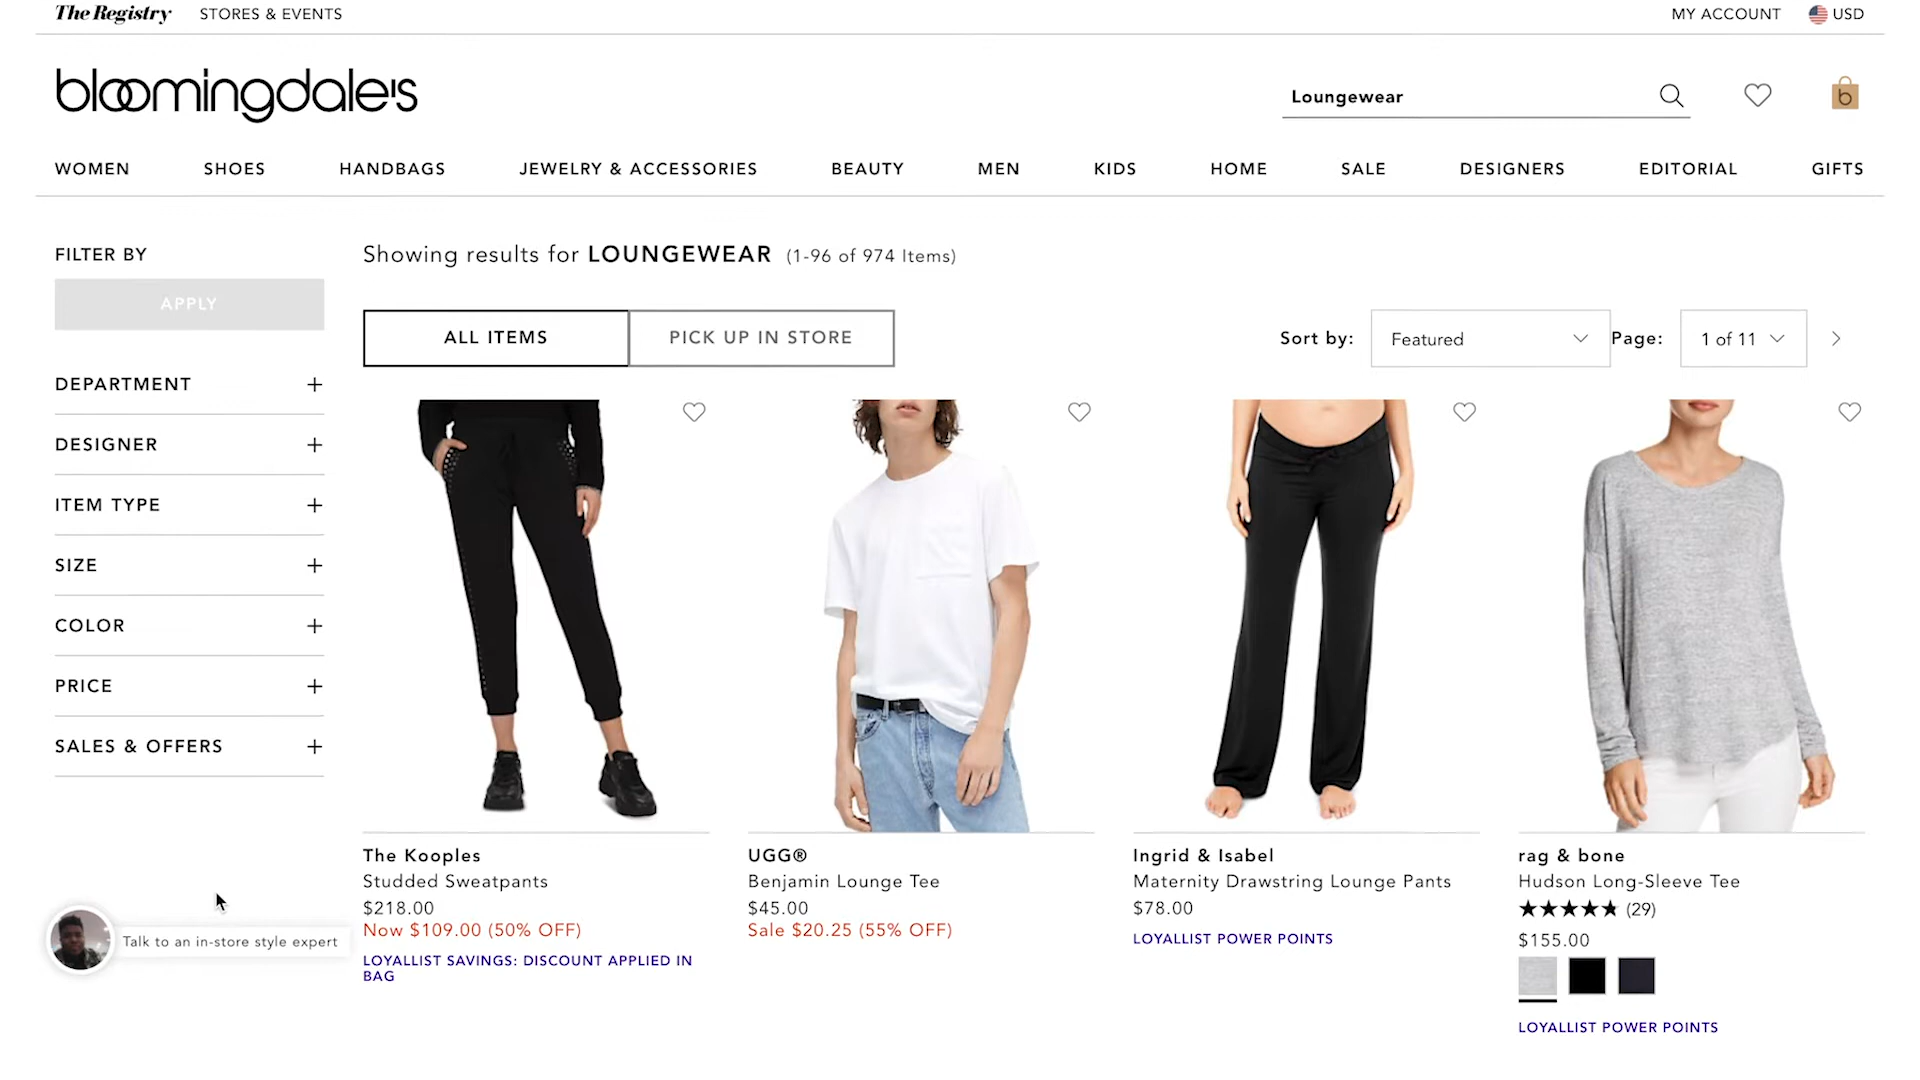 The Registry STORES & EVENTS MY ACCOUNT USD
bloomingdale's
Loungewear
b
WOMEN SHOES HANDBAGS JEWELRY & ACCESSORIES BEAUTY MEN KIDS HOME SALE DESIGNERS EDITORIAL GIFTS
FILTER BY
APPLY
DEPARTMENT +
DESIGNER +
ITEM TYPE +
SIZE +
COLOR +
PRICE +
SALES & OFFERS +
Talk to an in-store style expert
Showing results for LOUNGEWEAR (1-96 of 974 Items)
ALL ITEMS PICK UP IN STORE
Sort by: Featured Page: 1 of 11
The Kooples
Studded Sweatpants
$218.00
Now $109.00 (50% OFF)
LOYALLIST SAVINGS: DISCOUNT APPLIED IN
BAG
UGG®
Benjamin Lounge Tee
$45.00
Sale $20.25 (55% OFF)
Ingrid & Isabel
Maternity Drawstring Lounge Pants
$78.00
LOYALLIST POWER POINTS
rag & bone
Hudson Long-Sleeve Tee
(29)
$155.00
LOYALLIST POWER POINTS